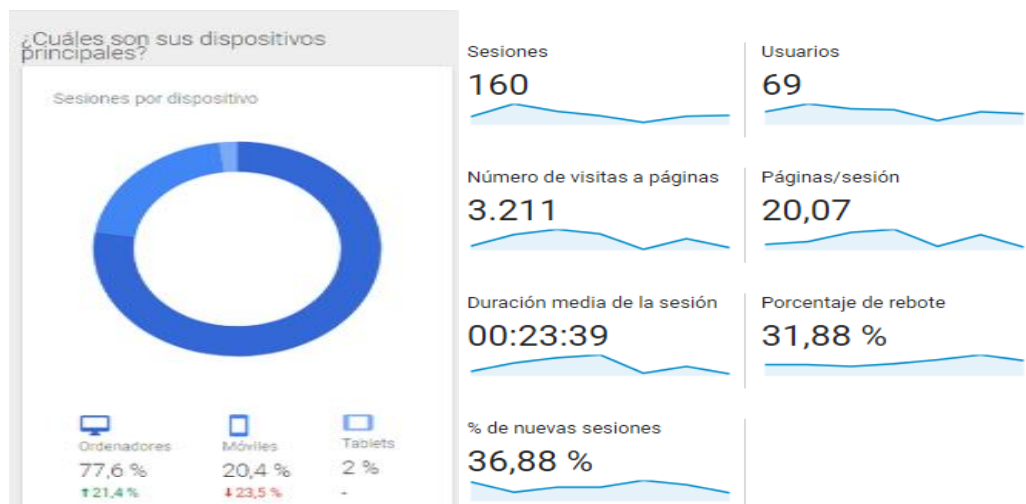 ¿Cuáles son sus dispositivos
principales?
Sesiones por dispositivo
Ordenadores
77,6 %
21,4 %
Móviles
20,4 %
23,5 %
Tablets
2 %
-
Sesiones
160
Usuarios
69
Número de visitas a páginas
3.211
Páginas/sesión
20,07
Duración media de la sesión
00:23:39
Porcentaje de rebote
31,88 %
% de nuevas sesiones
36,88 %